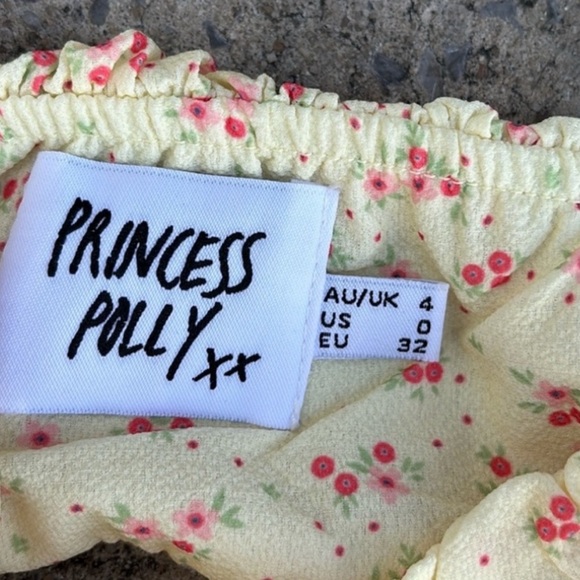 PRINCESS
POLLY xx
AU/UK 4
US 0
EU 32